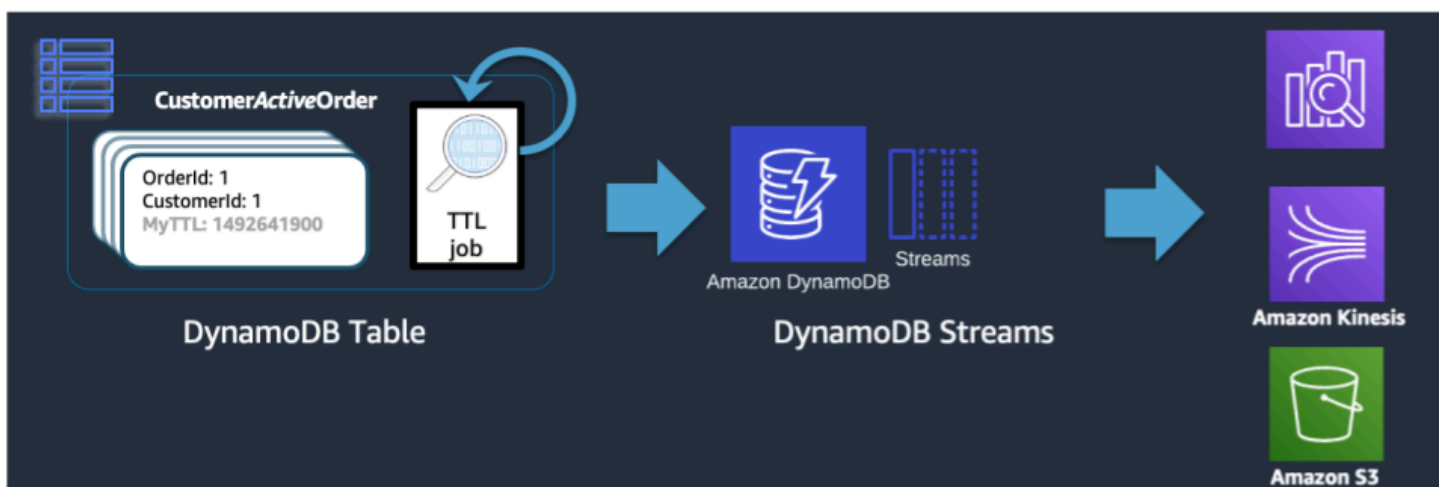 CustomerActiveOrder
OrderId: 1
CustomerId: 1
MyTTL: 1492641900
TTL
job
DynamoDB Table
Amazon DynamoDB
Streams
DynamoDB Streams
Amazon Kinesis
Amazon S3